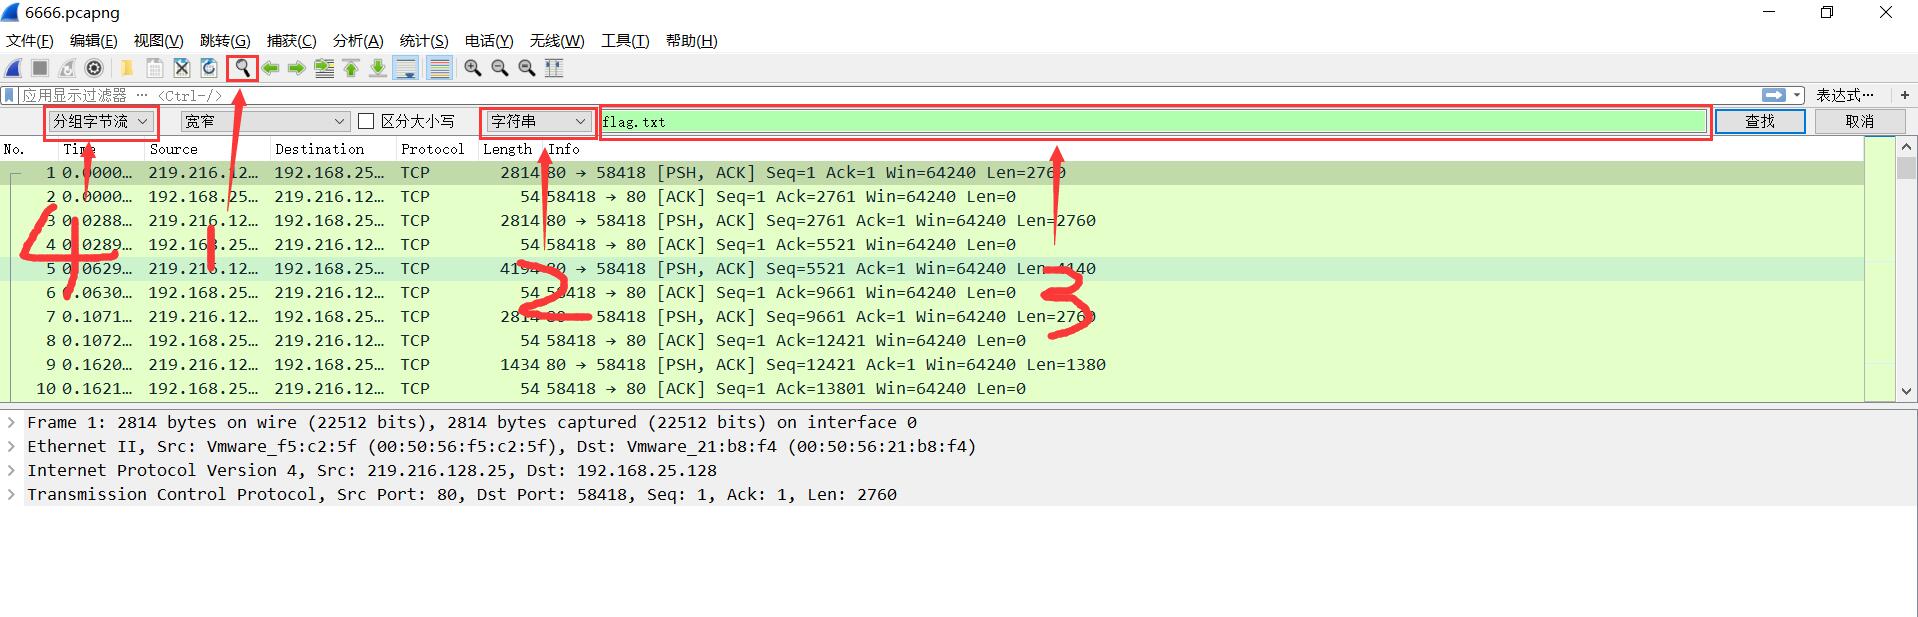 6666.pcapng
文件(F) 编辑(E) 视图(V) 跳转(G) 捕获(C) 分析(A) 统计(S) 电话(Y) 无线(W) 工具(T) 帮助(H)
应用显示过滤器 … <Ctrl-/> 表达式… +
分组字节流 宽窄 区分大小写 字符串 flag.txt 查找 取消
No. Time Source Destination Protocol Length Info
1 0.0000… 219.216.12… 192.168.25… TCP 2814 80 → 58418 [PSH, ACK] Seq=1 Ack=1 Win=64240 Len=2760
2 0.0000… 192.168.25… 219.216.12… TCP 54 58418 → 80 [ACK] Seq=1 Ack=2761 Win=64240 Len=0
3 0.0288… 219.216.12… 192.168.25… TCP 2814 80 → 58418 [PSH, ACK] Seq=2761 Ack=1 Win=64240 Len=2760
4 0.0289… 192.168.25… 219.216.12… TCP 54 58418 → 80 [ACK] Seq=1 Ack=5521 Win=64240 Len=0
5 0.0629… 219.216.12… 192.168.25… TCP 4194 80 → 58418 [PSH, ACK] Seq=5521 Ack=1 Win=64240 Len=4140
6 0.0630… 192.168.25… 219.216.12… TCP 54 58418 → 80 [ACK] Seq=1 Ack=9661 Win=64240 Len=0
7 0.1071… 219.216.12… 192.168.25… TCP 2814 80 → 58418 [PSH, ACK] Seq=9661 Ack=1 Win=64240 Len=2760
8 0.1072… 192.168.25… 219.216.12… TCP 54 58418 → 80 [ACK] Seq=1 Ack=12421 Win=64240 Len=0
9 0.1620… 219.216.12… 192.168.25… TCP 1434 80 → 58418 [PSH, ACK] Seq=12421 Ack=1 Win=64240 Len=1380
10 0.1621… 192.168.25… 219.216.12… TCP 54 58418 → 80 [ACK] Seq=1 Ack=13801 Win=64240 Len=0
4 1 2 3
Frame 1: 2814 bytes on wire (22512 bits), 2814 bytes captured (22512 bits) on interface 0
Ethernet II, Src: Vmware_f5:c2:5f (00:50:56:f5:c2:5f), Dst: Vmware_21:b8:f4 (00:50:56:21:b8:f4)
Internet Protocol Version 4, Src: 219.216.128.25, Dst: 192.168.25.128
Transmission Control Protocol, Src Port: 80, Dst Port: 58418, Seq: 1, Ack: 1, Len: 2760